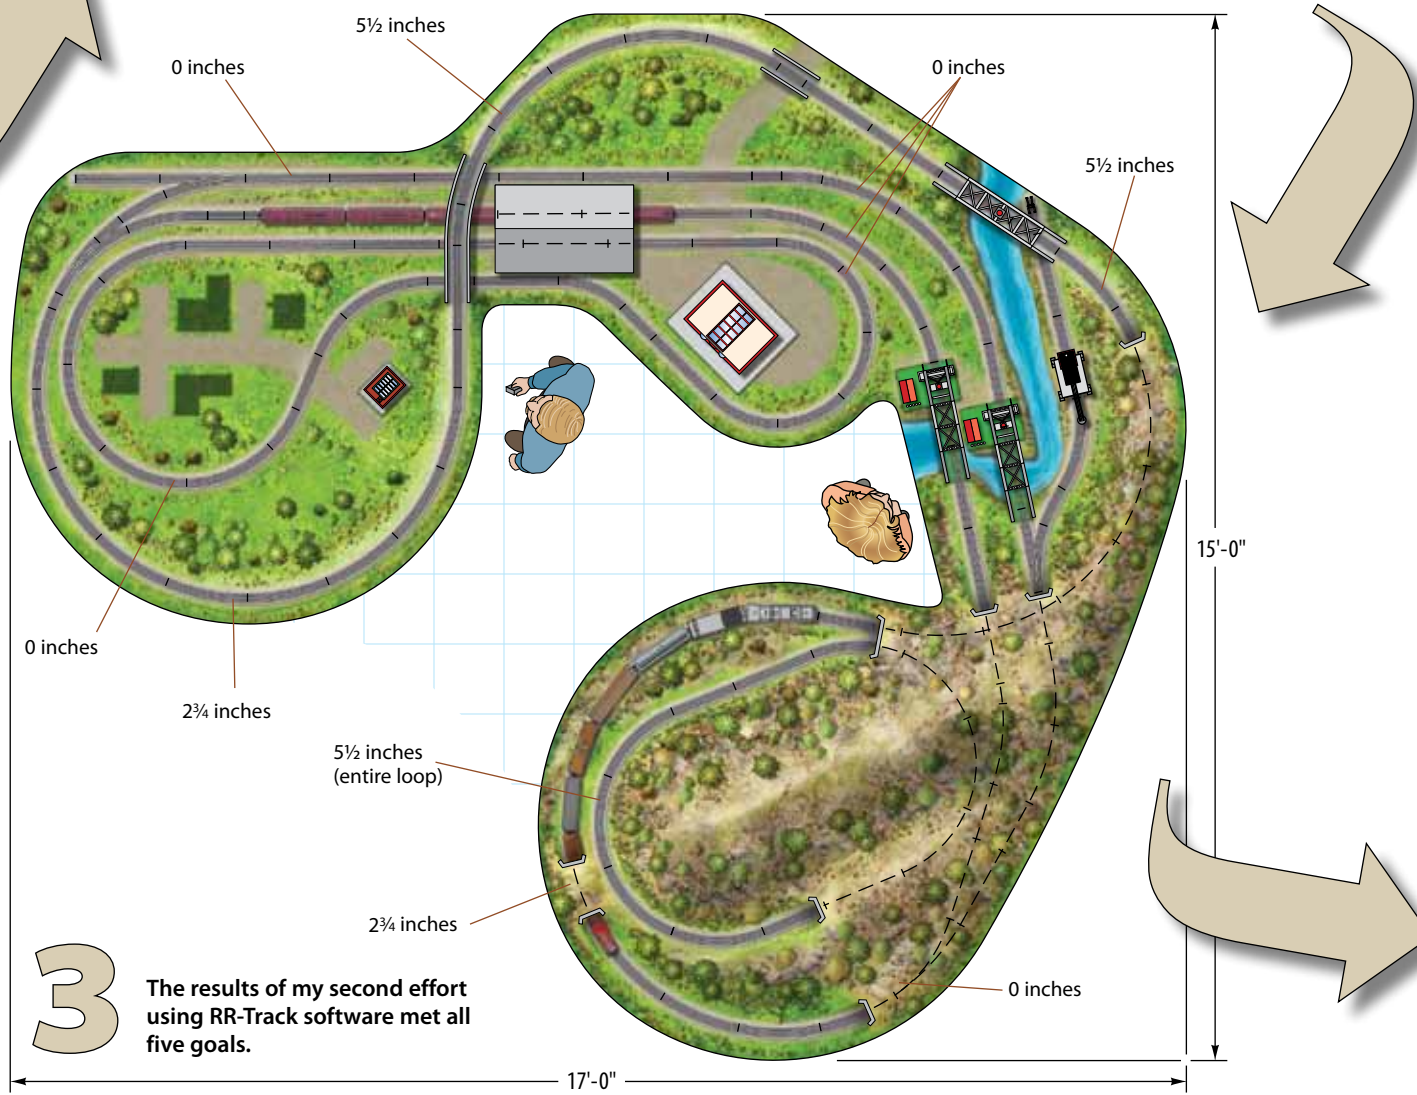 5½ inches
0 inches
0 inches
5½ inches
15'-0"
0 inches
2¾ inches
5½ inches
(entire loop)
2¾ inches
0 inches
3
The results of my second effort
using RR-Track software met all
five goals.
17'-0"